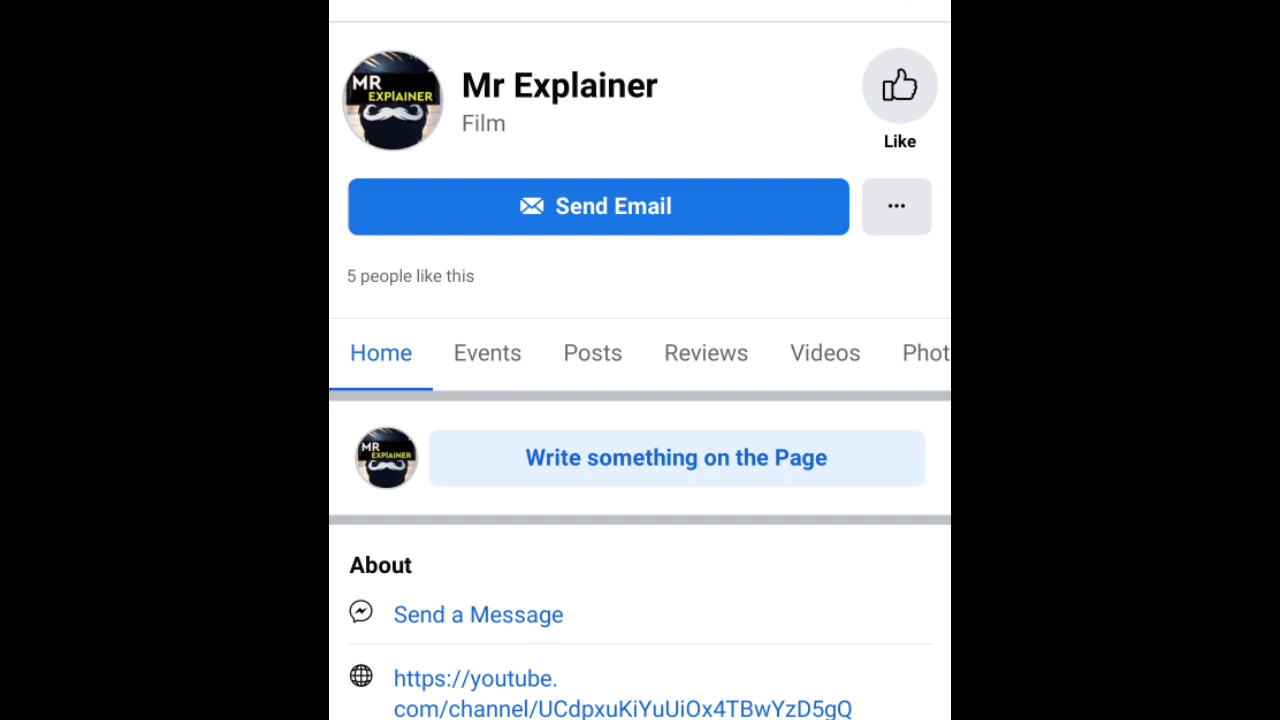 MR
EXPlAINER
Mr Explainer
Film
Like
Send Email
5 people like this
Home Events Posts Reviews Videos Phot
MR
EXPlAINER
Write something on the Page
About
Send a Message
https://youtube.
com/channel/UCdpxuKiYuUiOx4TBwYzD5gQ